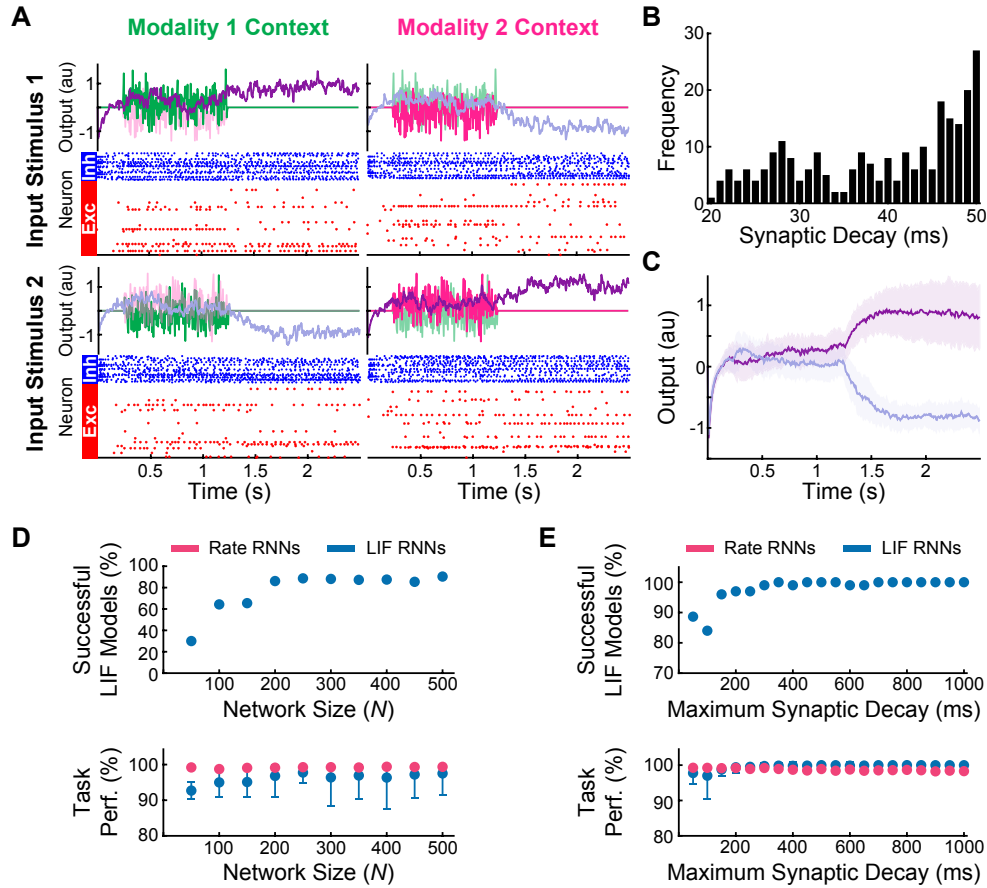 A
Modality 1 Context
Modality 2 Context
Input Stimulus 1
Output (au)
1
-1
Neuron
Inh
Exc
Input Stimulus 2
Output (au)
1
-1
Neuron
Inh
Exc
0.5 1 1.5 2
Time (s)
0.5 1 1.5 2
Time (s)
B
Frequency
30
20
10
0
20 30 40 50
Synaptic Decay (ms)
C
Output (au)
1
0
-1
0.5 1 1.5 2
Time (s)
D
Rate RNNs LIF RNNs
Successful
LIF Models (%)
100
80
60
40
20
0
100 200 300 400 500
Network Size (N)
Task
Perf. (%)
100
90
80
100 200 300 400 500
Network Size (N)
E
Rate RNNs LIF RNNs
Successful
LIF Models (%)
100
90
80
70
200 400 600 800 1000
Maximum Synaptic Decay (ms)
Task
Perf. (%)
100
90
80
200 400 600 800 1000
Maximum Synaptic Decay (ms)